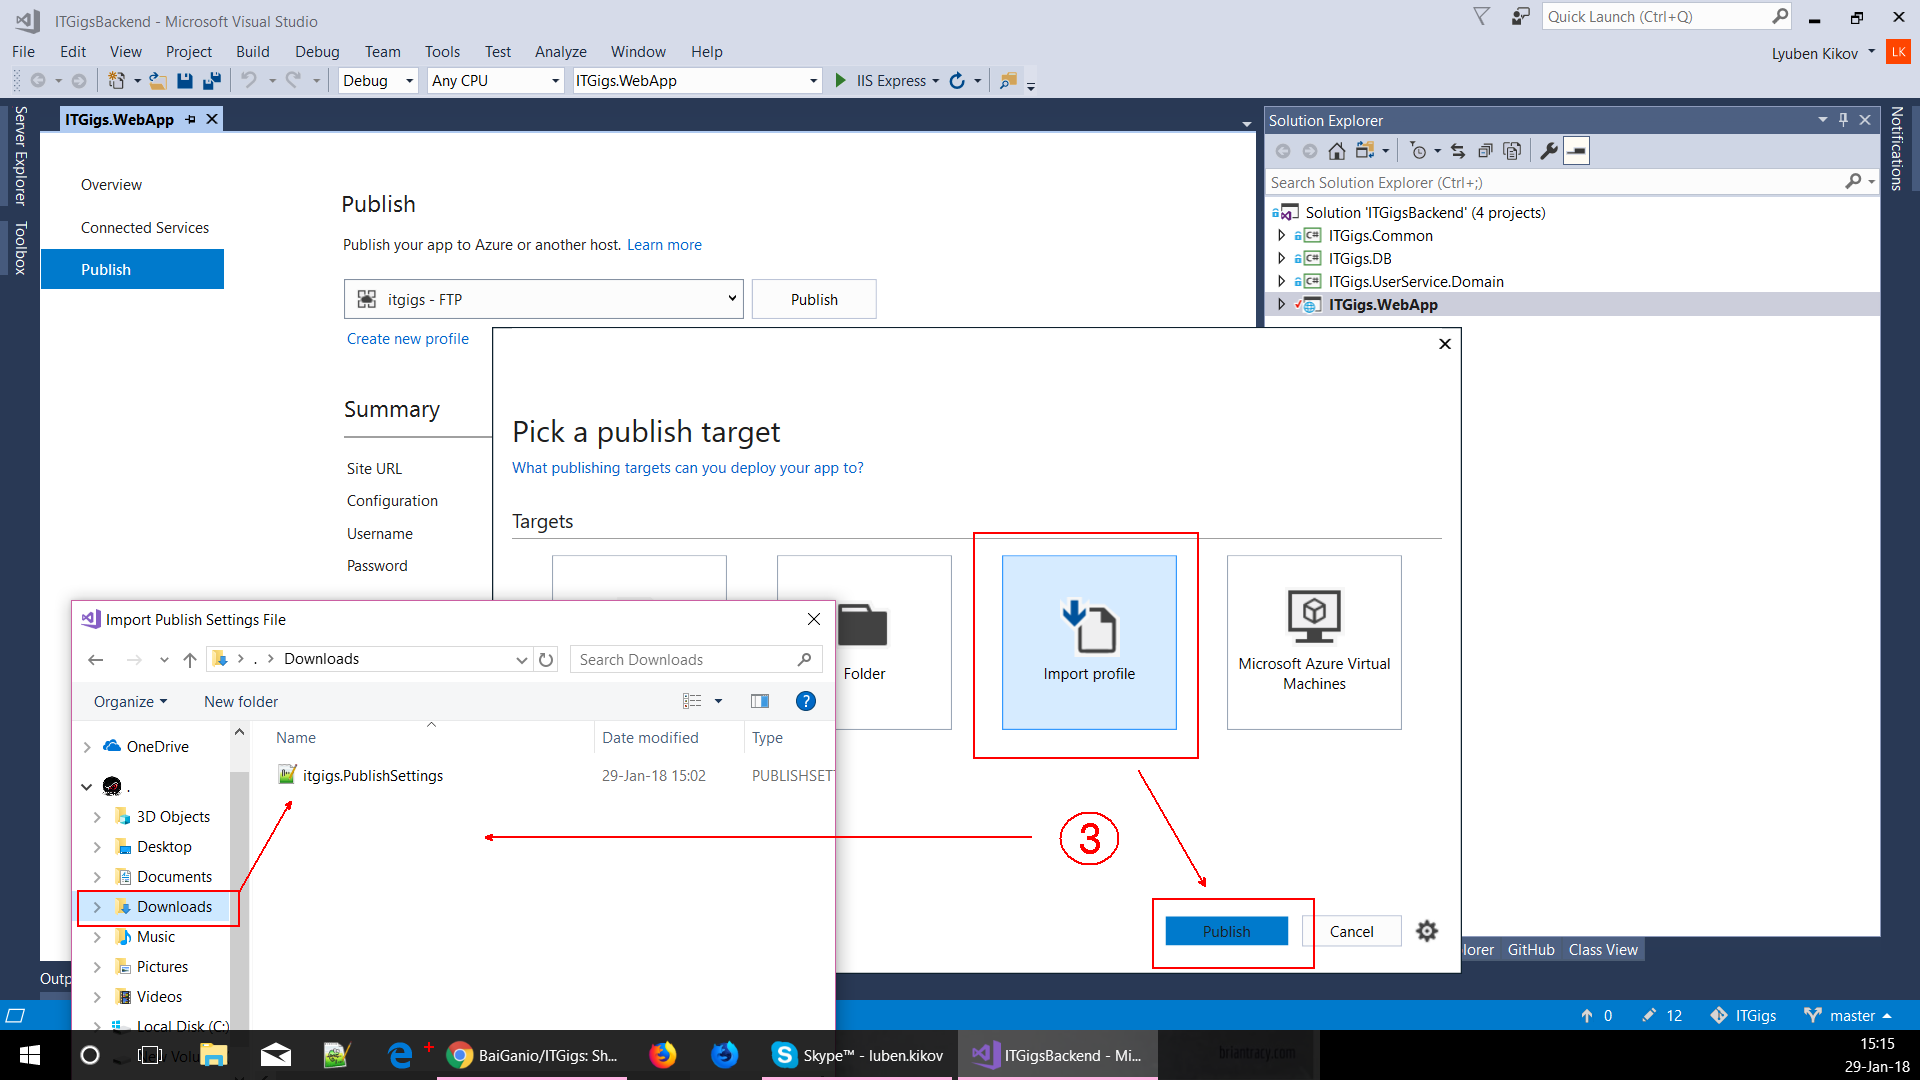 ITGigsBackend - Microsoft Visual Studio
Quick Launch (Ctrl+Q)
File Edit View Project Build Debug Team Tools Test Analyze Window Help
Lyuben Kikov LK
Debug Any CPU ITGigs.WebApp IIS Express
Server Explorer
Toolbox
ITGigs.WebApp
Solution Explorer
Notifications
Search Solution Explorer (Ctrl+;)
Solution 'ITGigsBackend' (4 projects)
C# ITGigs.Common
C# ITGigs.DB
C# ITGigs.UserService.Domain
ITGigs.WebApp
Overview
Connected Services
Publish
Publish
Publish your app to Azure or another host. Learn more
itgigs - FTP
Publish
Create new profile
Summary
Site URL
Configuration
Username
Password
Pick a publish target
What publishing targets can you deploy your app to?
Targets
Folder
Import profile
Microsoft Azure Virtual
Machines
3
Publish
Cancel
Import Publish Settings File
. Downloads
Search Downloads
Organize
New folder
?
Name Date modified Type
itgigs.PublishSettings 29-Jan-18 15:02 PUBLISHSET
OneDrive
.
3D Objects
Desktop
Documents
Downloads
Music
Pictures
Videos
Local Disk (C:)
New Volu
Outp
lorer GitHub Class View
0 12 ITGigs master
BaiGanio/ITGigs: Sh...
Skype™ - luben.kikov
ITGigsBackend - Mi...
briantracy.com
15:15
29-Jan-18